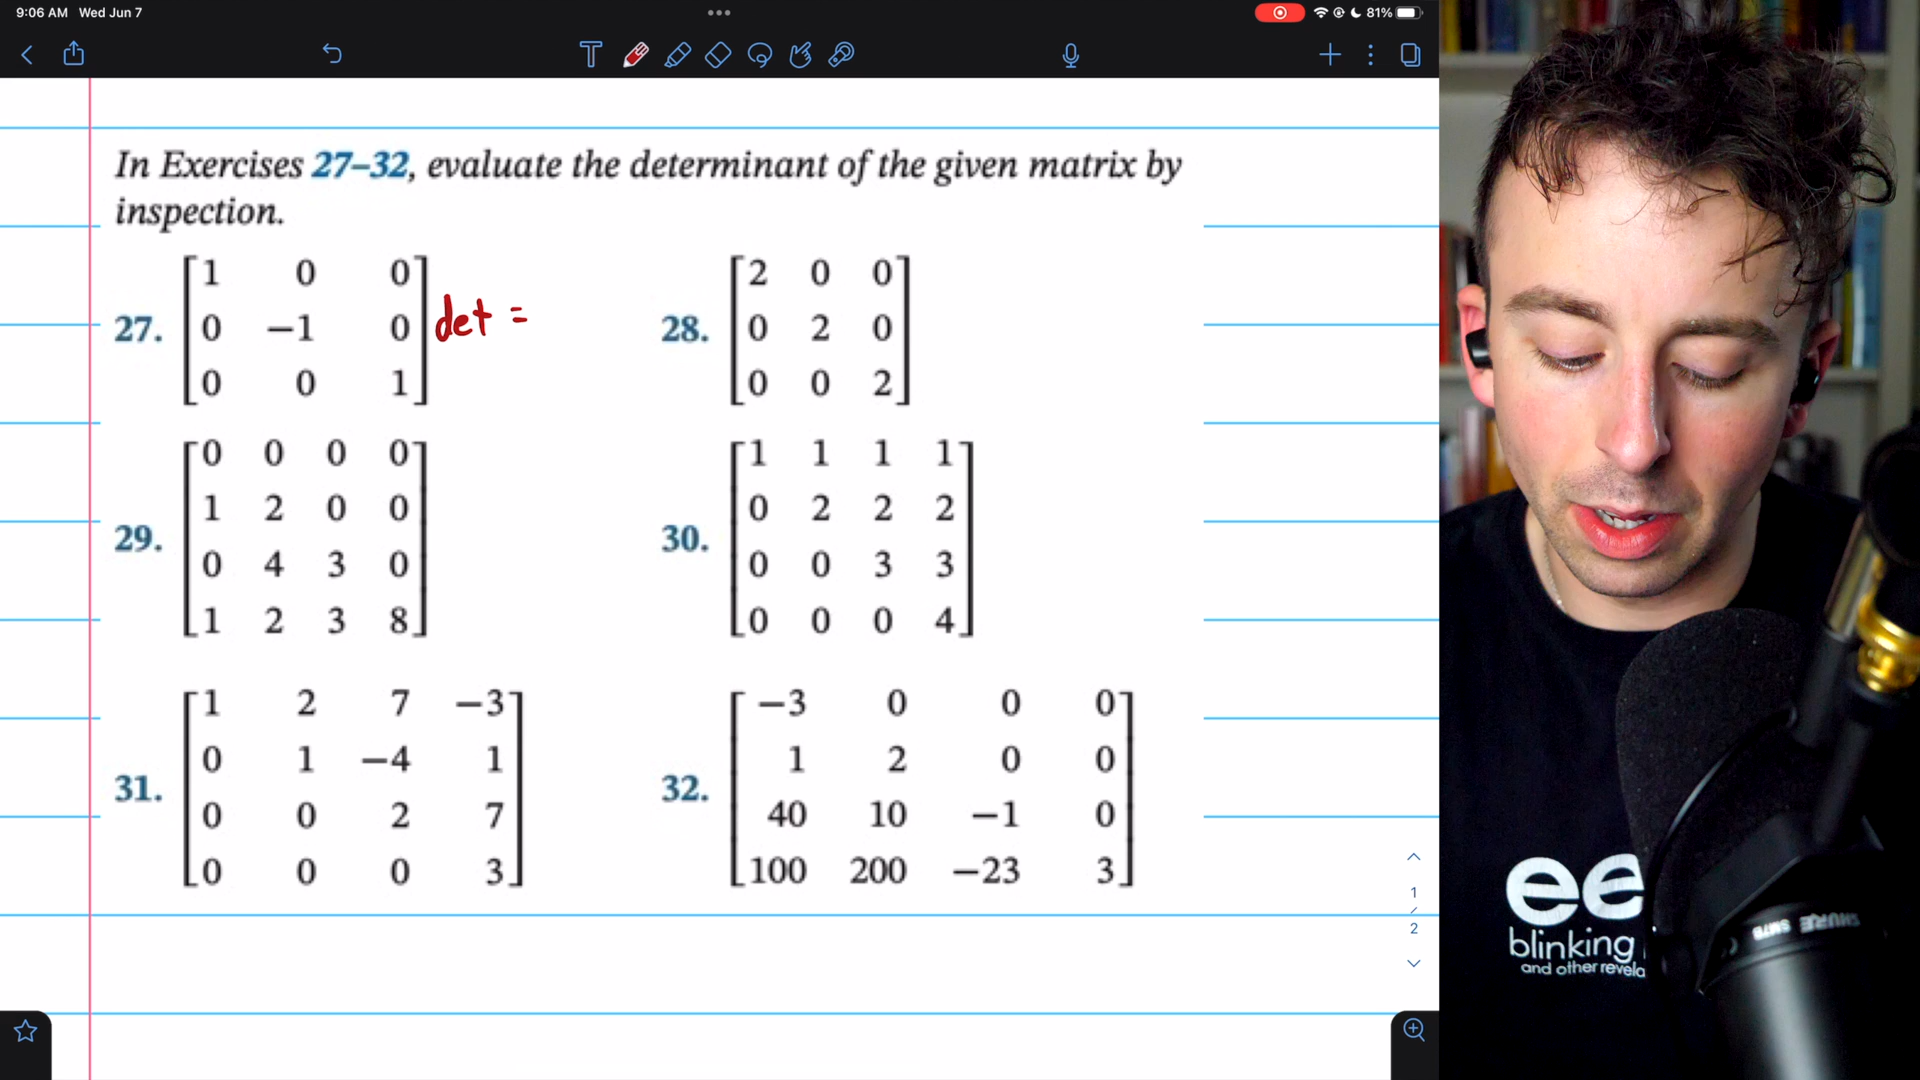 9:06 AM Wed Jun 7
81%
In Exercises 27–32, evaluate the determinant of the given matrix by
inspection.
27. [1 0 0
0 −1 0
0 0 1] det =
28. [2 0 0
0 2 0
0 0 2]
29. [0 0 0 0
1 2 0 0
0 4 3 0
1 2 3 8]
30. [1 1 1 1
0 2 2 2
0 0 3 3
0 0 0 4]
31. [1 2 7 −3
0 1 −4 1
0 0 2 7
0 0 0 3]
32. [−3 0 0 0
1 2 0 0
40 10 −1 0
100 200 −23 3]
1
/
2
ee
blinking
and other
SHURE SM7B